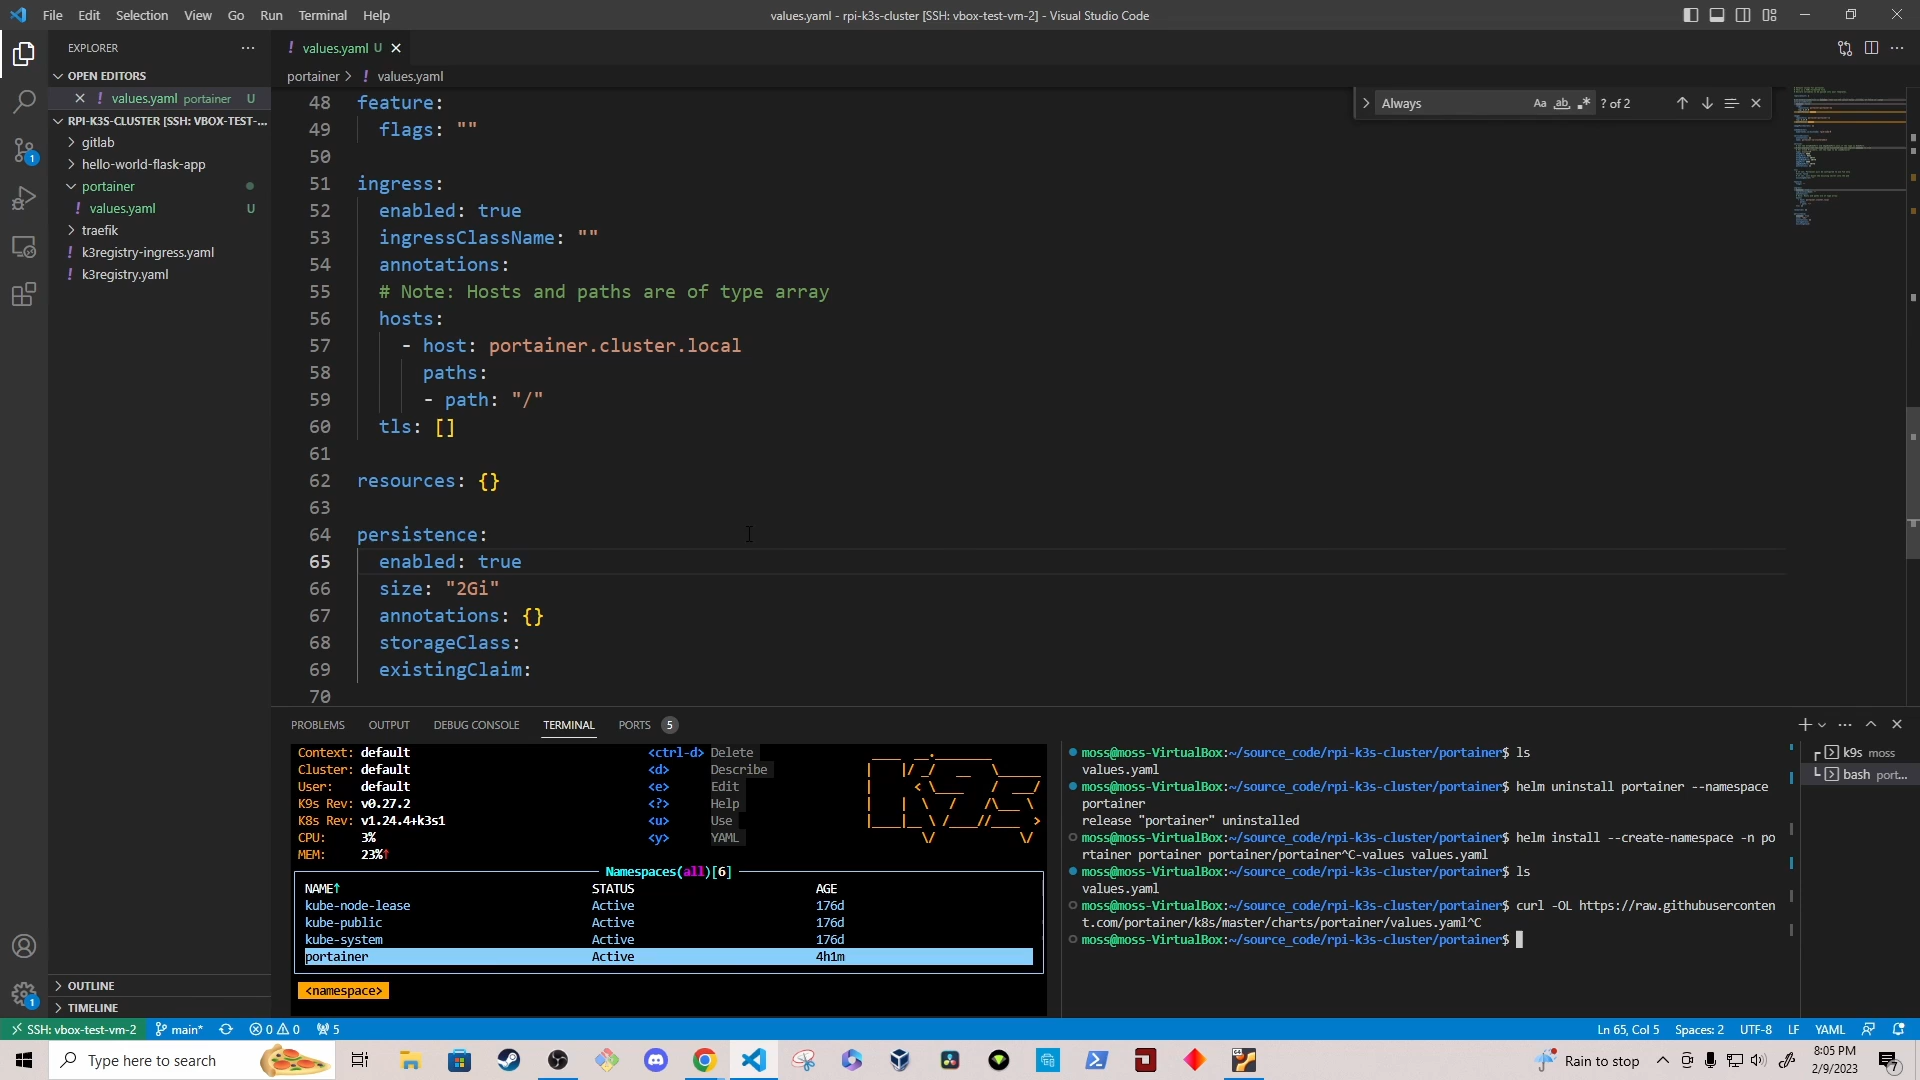 File Edit Selection View Go Run Terminal Help
values.yaml - rpi-k3s-cluster [SSH: vbox-test-vm-2] - Visual Studio Code
EXPLORER
OPEN EDITORS
! values.yaml portainer U
RPI-K3S-CLUSTER [SSH: VBOX-TEST-...
gitlab
hello-world-flask-app
portainer
! values.yaml U
traefik
! k3registry-ingress.yaml
! k3registry.yaml
OUTLINE
TIMELINE
! values.yaml U
portainer > ! values.yaml
Always
Aa ab .* ? of 2
48 feature:
49 flags: ""
50
51 ingress:
52 enabled: true
53 ingressClassName: ""
54 annotations:
55 # Note: Hosts and paths are of type array
56 hosts:
57 - host: portainer.cluster.local
58 paths:
59 - path: "/"
60 tls: []
61
62 resources: {}
63
64 persistence:
65 enabled: true
66 size: "2Gi"
67 annotations: {}
68 storageClass:
69 existingClaim:
70
PROBLEMS OUTPUT DEBUG CONSOLE TERMINAL PORTS 5
Context: default <ctrl-d> Delete
Cluster: default <d> Describe
User: default <e> Edit
K9s Rev: v0.27.2 <?> Help
K8s Rev: v1.24.4+k3s1 <u> Use
CPU: 3% <y> YAML
MEM: 23%↑
Namespaces(all)[6]
NAME↑ STATUS AGE
kube-node-lease Active 176d
kube-public Active 176d
kube-system Active 176d
portainer Active 4h1m
<namespace>
moss@moss-VirtualBox:~/source_code/rpi-k3s-cluster/portainer$ ls
values.yaml
moss@moss-VirtualBox:~/source_code/rpi-k3s-cluster/portainer$ helm uninstall portainer --namespace
portainer
release "portainer" uninstalled
moss@moss-VirtualBox:~/source_code/rpi-k3s-cluster/portainer$ helm install --create-namespace -n po
rtainer portainer portainer/portainer^C-values values.yaml
moss@moss-VirtualBox:~/source_code/rpi-k3s-cluster/portainer$ ls
values.yaml
moss@moss-VirtualBox:~/source_code/rpi-k3s-cluster/portainer$ curl -OL https://raw.githubuserconten
t.com/portainer/k8s/master/charts/portainer/values.yaml^C
moss@moss-VirtualBox:~/source_code/rpi-k3s-cluster/portainer$
k9s moss
bash port...
SSH: vbox-test-vm-2 main* 0 0 5
Ln 65, Col 5 Spaces: 2 UTF-8 LF YAML
Type here to search
Rain to stop
8:05 PM
2/9/2023
7